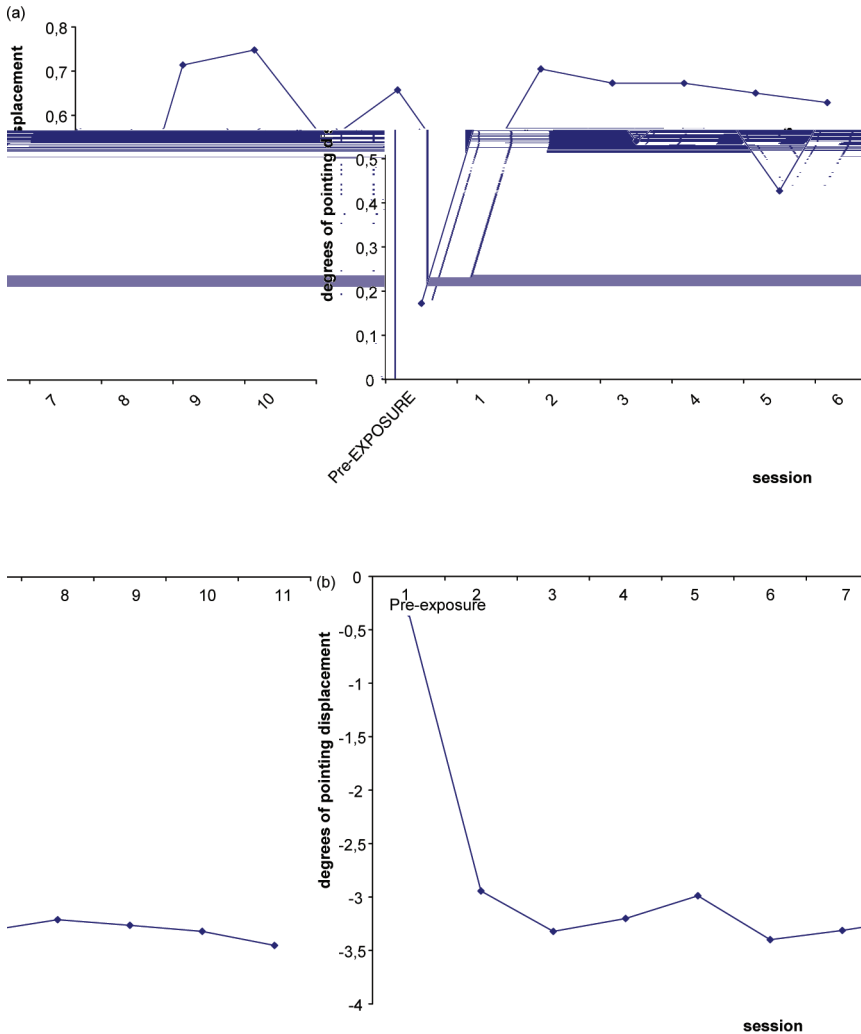 (a)
0,8
0,7
0,6
splacement
0,5
0,4
0,3
0,2
0,1
0
degrees of pointing d
7 8 9 10
Pre-EXPOSURE 1 2 3 4 5 6
session
8 9 10 11
(b)
0
1 2 3 4 5 6 7
Pre-exposure
-0,5
-1
-1,5
-2
-2,5
-3
-3,5
-4
degrees of pointing displacement
session